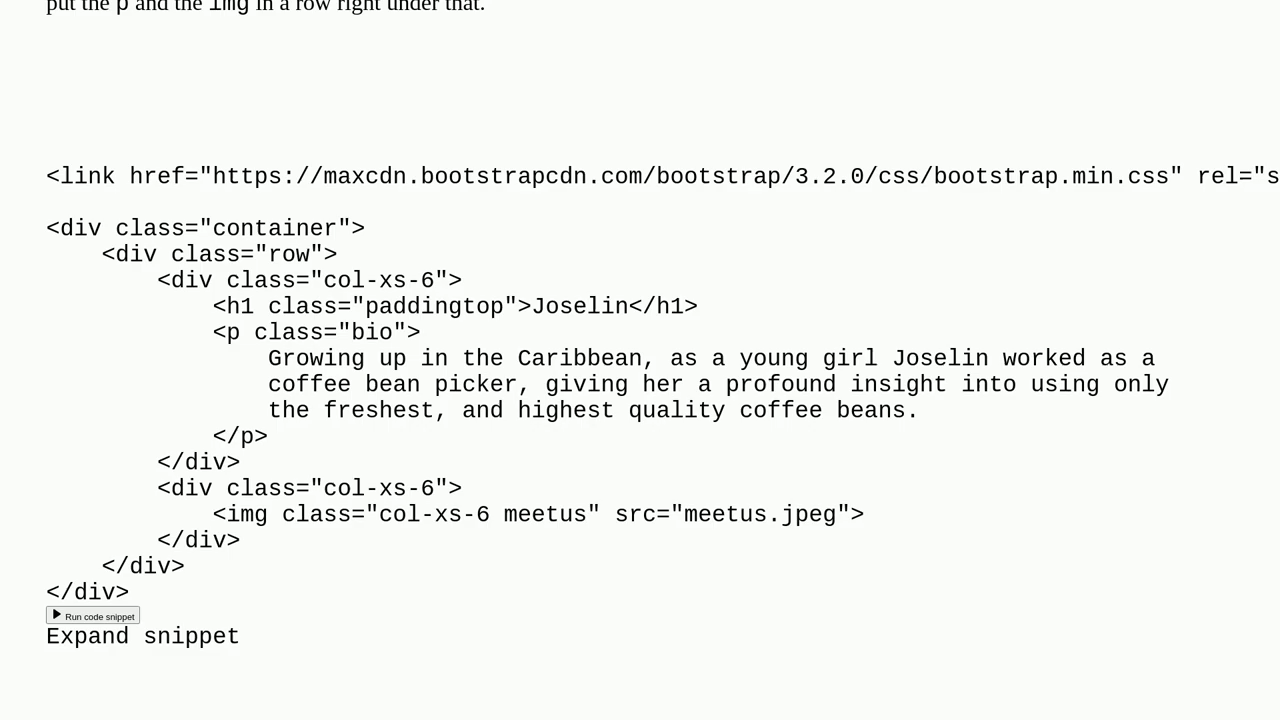 put the p and the img in a row right under that.
<link href="https://maxcdn.bootstrapcdn.com/bootstrap/3.2.0/css/bootstrap.min.css" rel="s
<div class="container">
    <div class="row">
        <div class="col-xs-6">
            <h1 class="paddingtop">Joselin</h1>
            <p class="bio">
                Growing up in the Caribbean, as a young girl Joselin worked as a
                coffee bean picker, giving her a profound insight into using only
                the freshest, and highest quality coffee beans.
            </p>
        </div>
        <div class="col-xs-6">
            <img class="col-xs-6 meetus" src="meetus.jpeg">
        </div>
    </div>
</div>
Run code snippet
Expand snippet